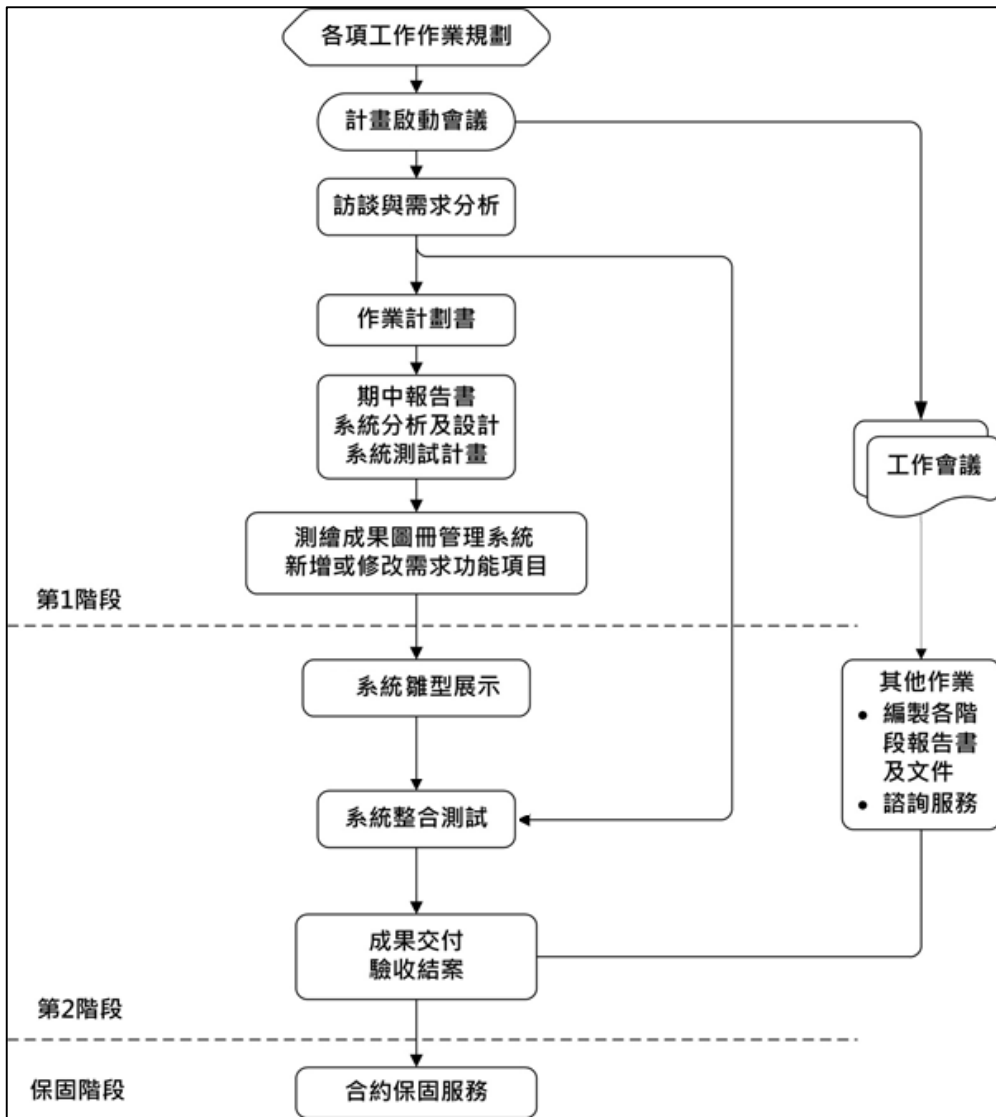 各項工作作業規劃
計畫啟動會議
訪談與需求分析
作業計劃書
期中報告書
系統分析及設計
系統測試計畫
工作會議
測繪成果圖冊管理系統
新增或修改需求功能項目
第1階段
系統雛型展示
其他作業
• 編製各階
段報告書
及文件
• 諮詢服務
系統整合測試
成果交付
驗收結案
第2階段
保固階段
合約保固服務